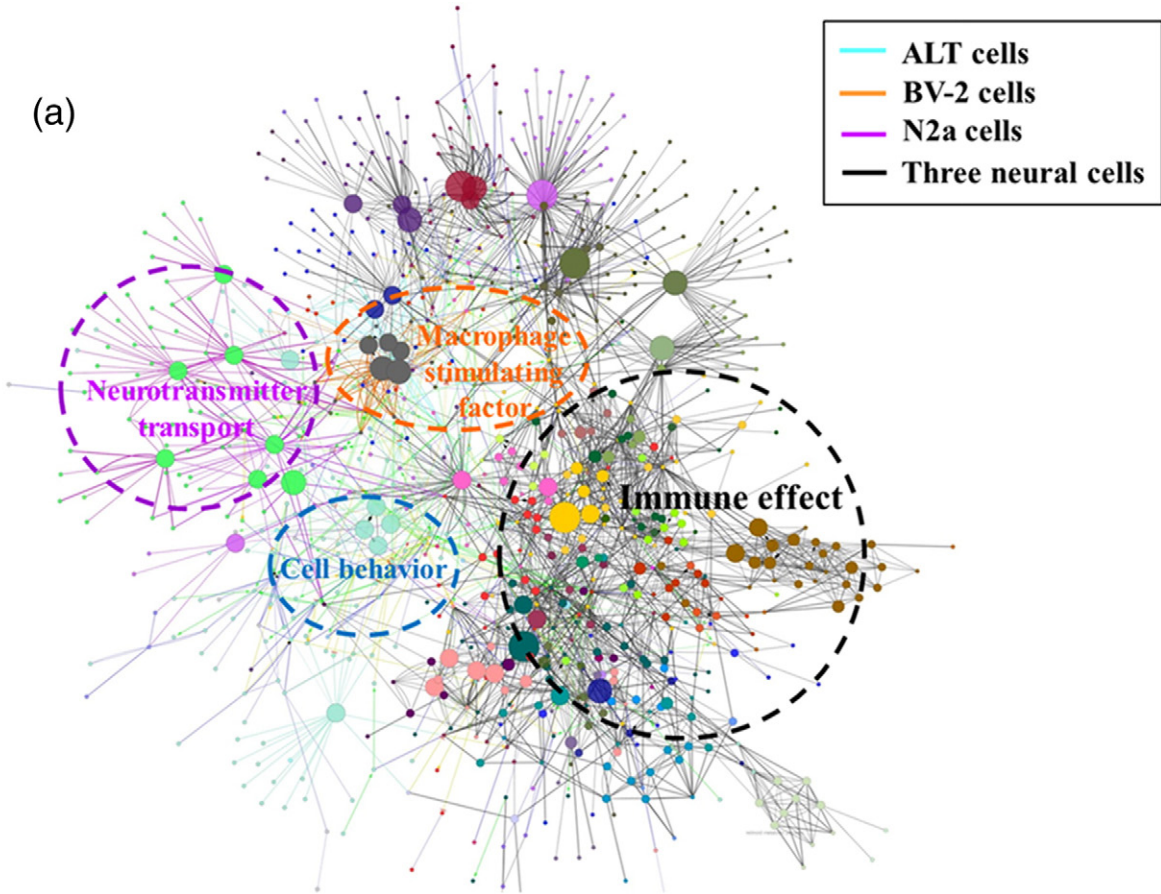 (a)
ALT cells
BV-2 cells
N2a cells
Three neural cells
Macrophage
stimulating
factor
Neurotransmitter
transport
Immune effect
Cell behavior